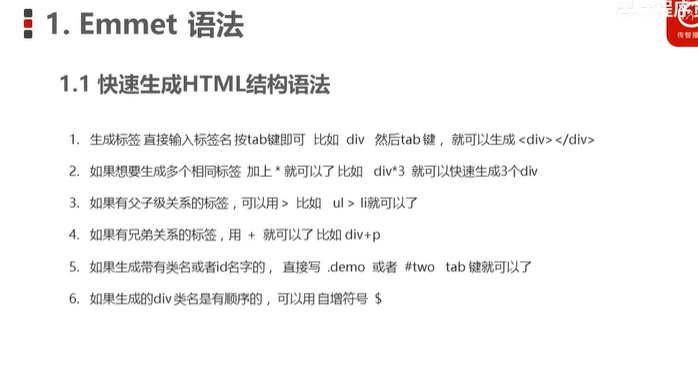 1. Emmet 语法
1.1 快速生成HTML结构语法
1. 生成标签 直接输入标签名 按tab键即可 比如 div 然后tab 键， 就可以生成 <div></div>
2. 如果想要生成多个相同标签 加上 * 就可以了 比如 div*3 就可以快速生成3个div
3. 如果有父子级关系的标签，可以用 > 比如 ul > li就可以了
4. 如果有兄弟关系的标签，用 + 就可以了 比如 div+p
5. 如果生成带有类名或者id名字的， 直接写 .demo 或者 #two tab 键就可以了
6. 如果生成的div 类名是有顺序的， 可以用 自增符号 $